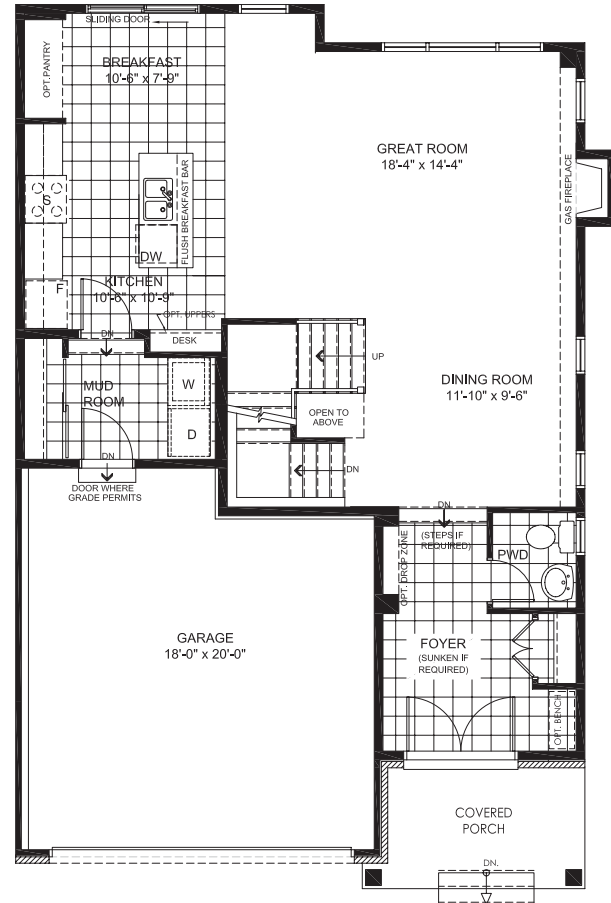 SLIDING DOOR
OPT. PANTRY
BREAKFAST
10'-6" x 7'-9"
GREAT ROOM
18'-4" x 14'-4"
GAS FIREPLACE
S
FLUSH BREAKFAST BAR
DW
F
KITCHEN
10'-6" x 10'-9"
OPT. UPPERS
DESK
DN
MUD
ROOM
W
D
UP
OPEN TO
ABOVE
DN
DINING ROOM
11'-10" x 9'-6"
DN
DOOR WHERE
GRADE PERMITS
DN
(STEPS IF
REQUIRED)
OPT. DROP ZONE
PWD
GARAGE
18'-0" x 20'-0"
FOYER
(SUNKEN IF
REQUIRED)
OPT. BENCH
COVERED
PORCH
DN.